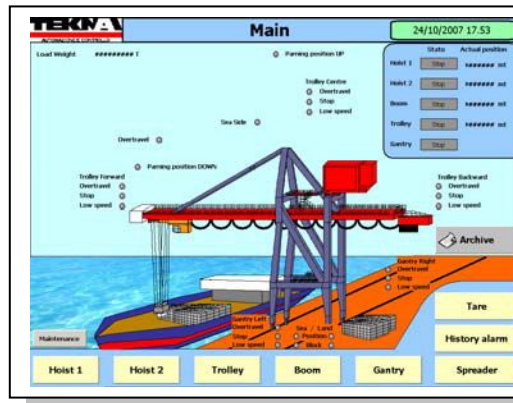 TEKNA
Main
24/10/2007 17.53
Load Weight ######### T
Parning position UP
Stato Actual position
Hoist 1 Stop ####### mt
Hoist 2 Stop ####### mt
Boom Stop ####### mt
Trolley Stop ####### mt
Gantry Stop
Trolley Centre
Overtravel
Stop
Low speed
Sea Side
Overtravel
Parning position DOWN
Trolley Forward
Overtravel
Stop
Low speed
Trolley Backward
Overtravel
Stop
Low speed
Archive
Gantry Right
Overtravel
Stop
Low speed
Gantry Left
Overtravel
Stop
Low speed
Sea / Land
Position
Block
Tare
Maintenance
History alarm
Hoist 1 Hoist 2 Trolley Boom Gantry Spreader